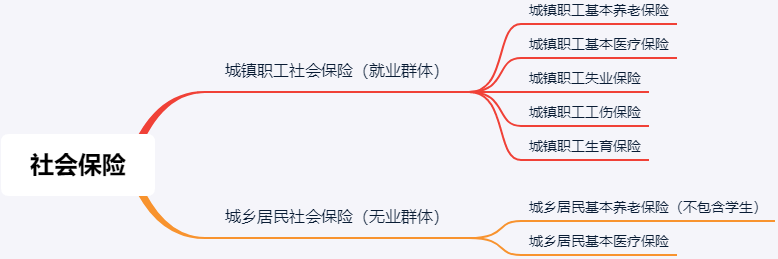 社会保险
城镇职工社会保险（就业群体）
城镇职工基本养老保险
城镇职工基本医疗保险
城镇职工失业保险
城镇职工工伤保险
城镇职工生育保险
城乡居民社会保险（无业群体）
城乡居民基本养老保险（不包含学生）
城乡居民基本医疗保险